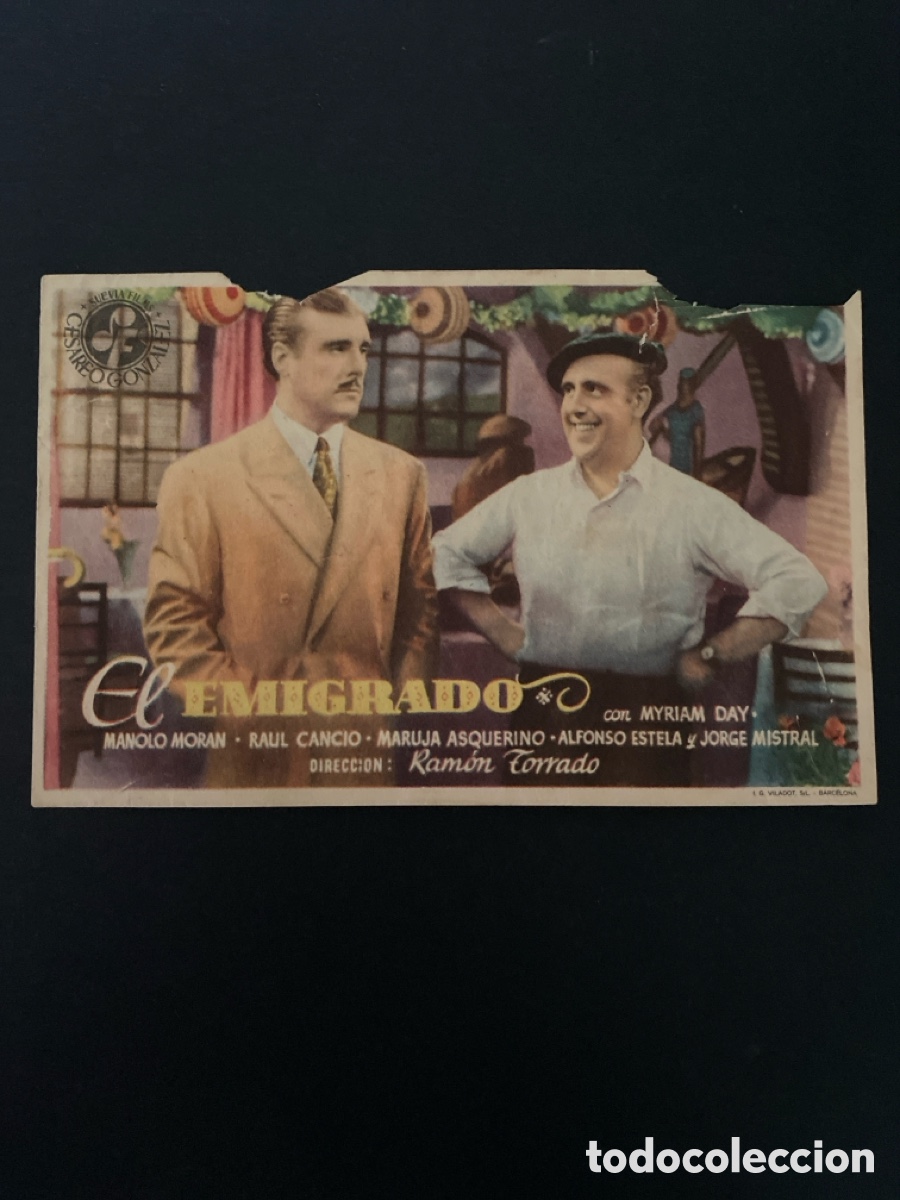 SUEVIA FILMS
CESAREO GONZALEZ
El EMIGRADO
con MYRIAM DAY ·
MANOLO MORAN · RAUL CANCIO · MARUJA ASQUERINO · ALFONSO ESTELA y JORGE MISTRAL
DIRECCION: Ramón Torrado
I. G. VILADOT, S.L. - BARCELONA
todocoleccion